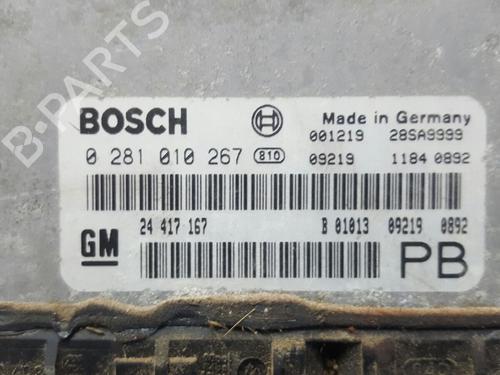 B-PARTS
BOSCH
Made in Germany
001219 28SA9999
0 281 010 267 810
09219 1184 0892
24 417 167 B 01013 09219 0892
GM
PB